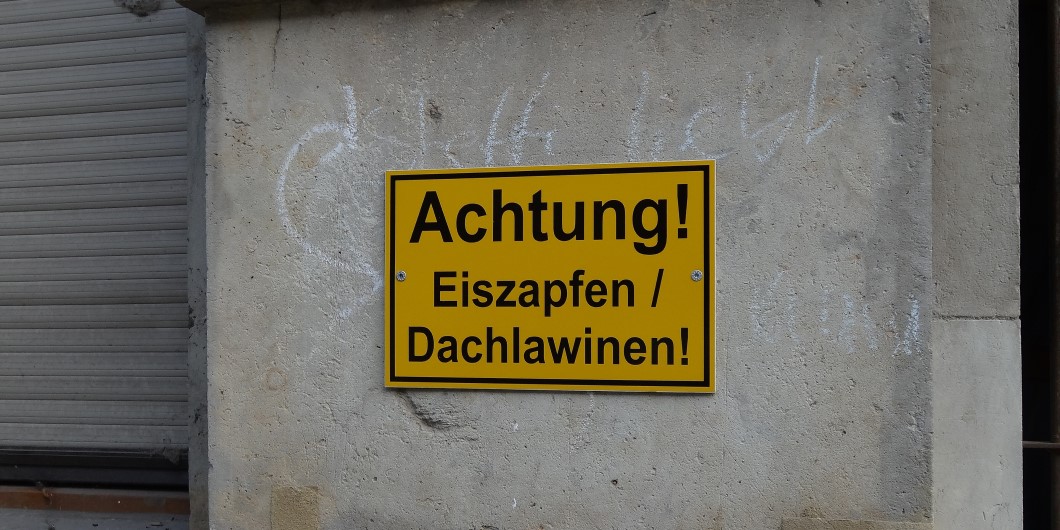 Achtung!
Eiszapfen /
Dachlawinen!